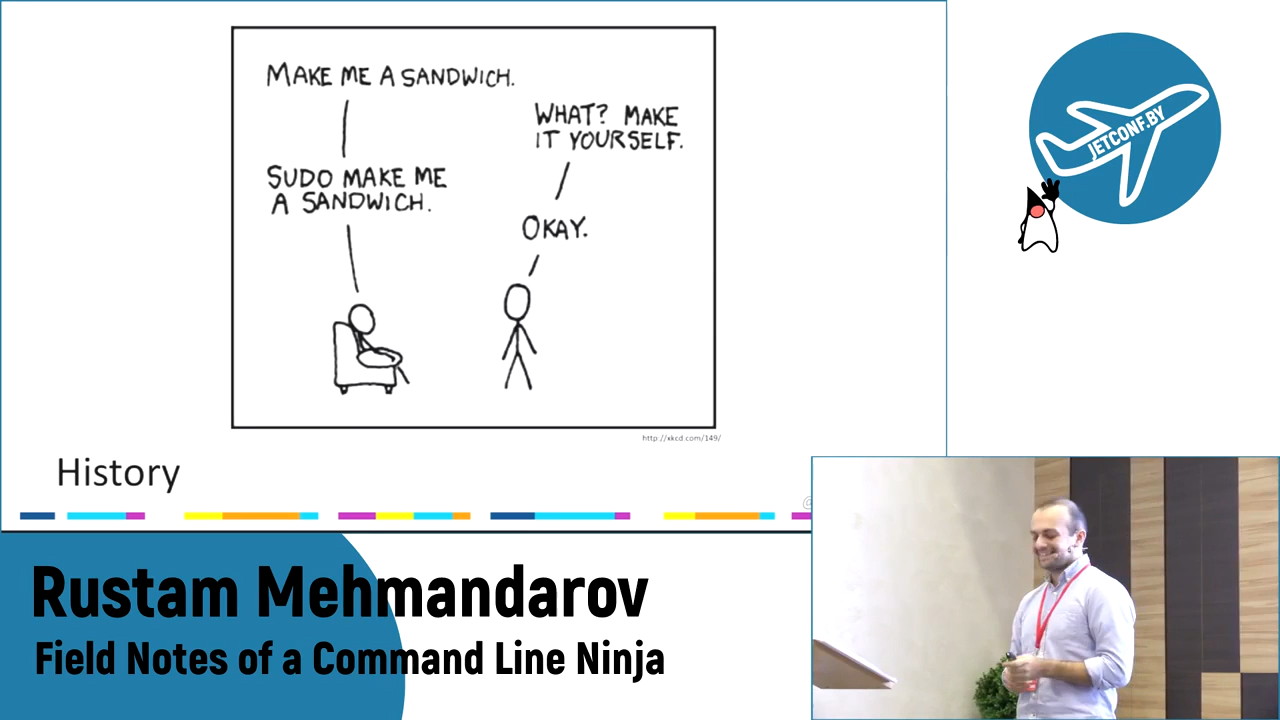 MAKE ME A SANDWICH.
WHAT? MAKE
IT YOURSELF.
SUDO MAKE ME
A SANDWICH.
OKAY.
http://xkcd.com/149/
History
@
JETCONF.BY
Rustam Mehmandarov
Field Notes of a Command Line Ninja